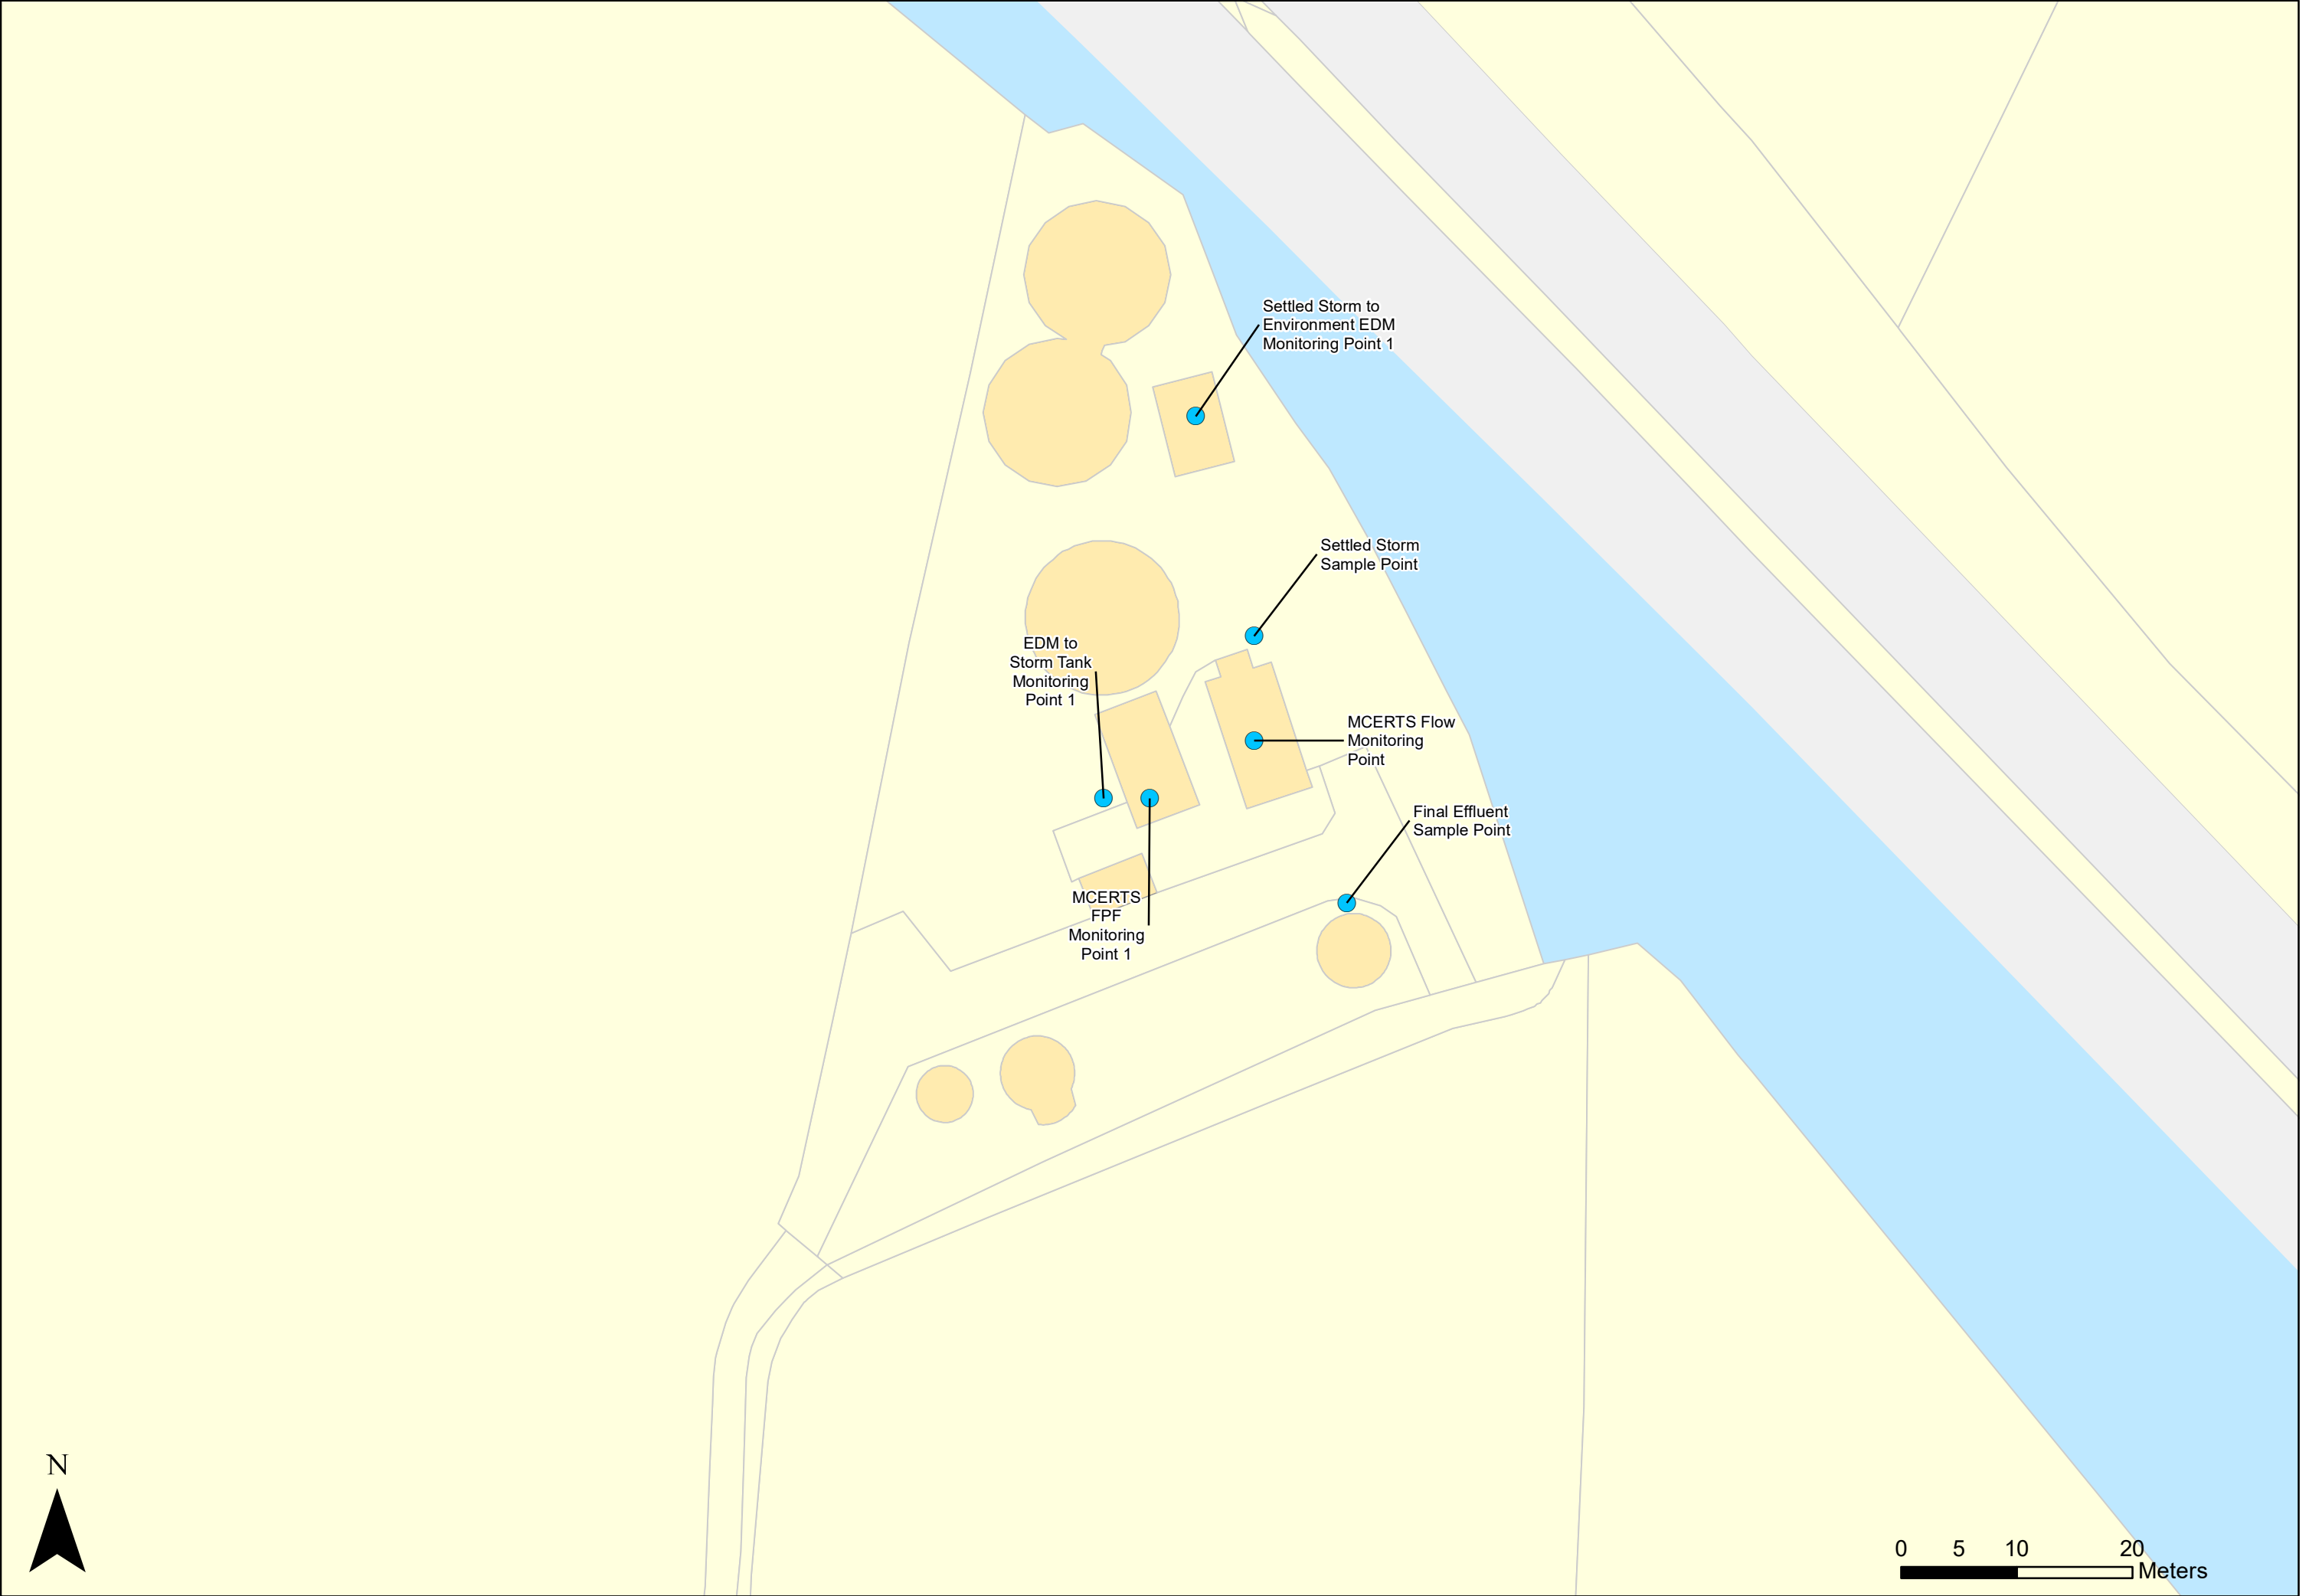 Settled Storm to
Environment EDM
Monitoring Point 1
Settled Storm
Sample Point
EDM to
Storm Tank
Monitoring
Point 1
MCERTS Flow
Monitoring
Point
Final Effluent
Sample Point
MCERTS
FPF
Monitoring
Point 1
N
0 5 10 20
Meters